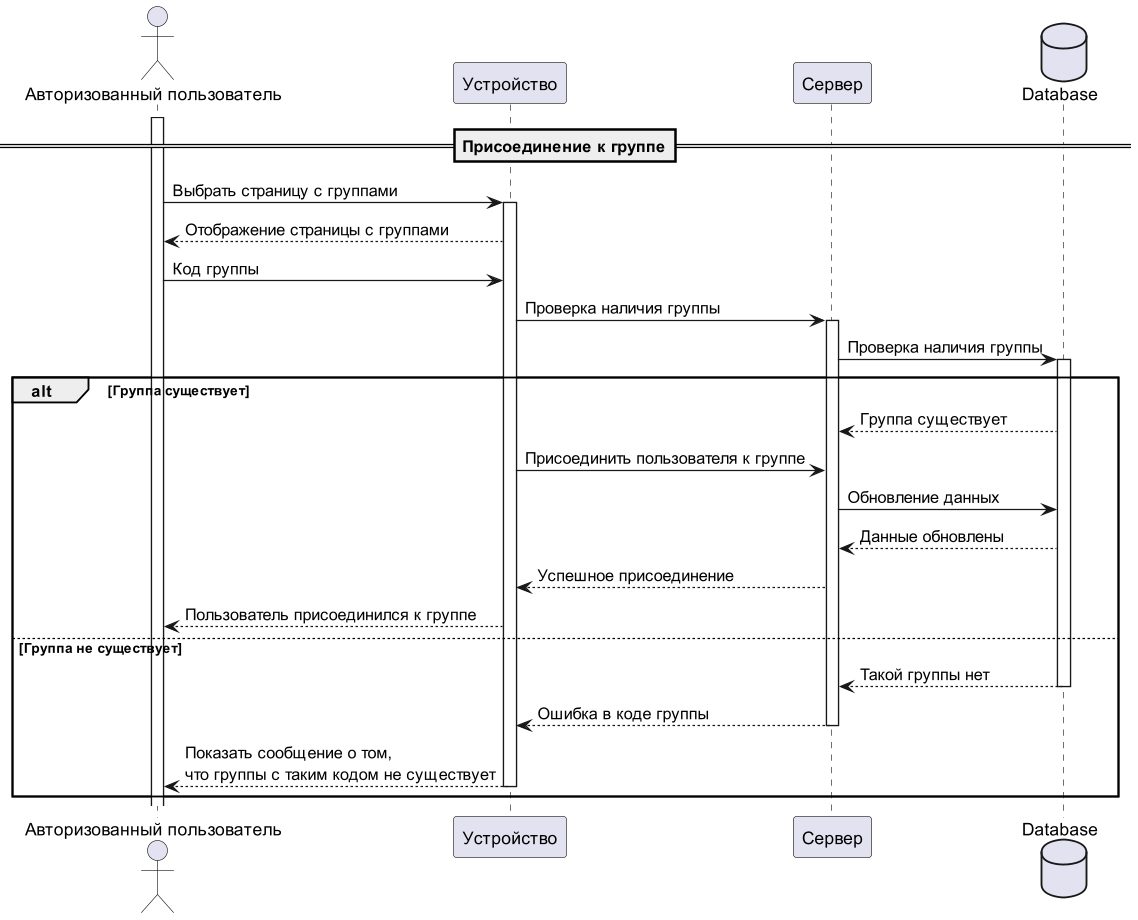 Авторизованный пользователь
Устройство
Сервер
Database
Присоединение к группе
Выбрать страницу с группами
Отображение страницы с группами
Код группы
Проверка наличия группы
Проверка наличия группы
alt
[Группа существует]
Группа существует
Присоединить пользователя к группе
Обновление данных
Данные обновлены
Успешное присоединение
Пользователь присоединился к группе
[Группа не существует]
Такой группы нет
Ошибка в коде группы
Показать сообщение о том,
что группы с таким кодом не существует
Авторизованный пользователь
Устройство
Сервер
Database